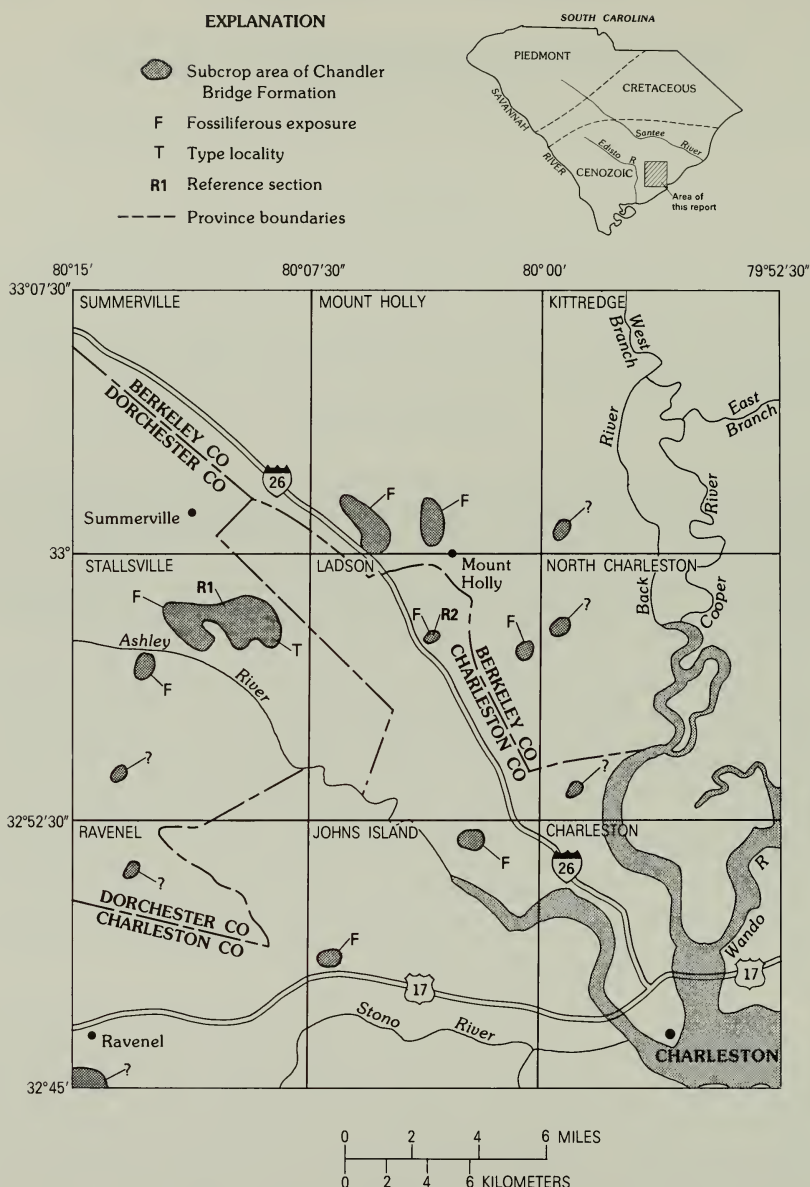 EXPLANATION
Subcrop area of Chandler
Bridge Formation
F Fossiliferous exposure
T Type locality
R1 Reference section
Province boundaries
SOUTH CAROLINA
PIEDMONT
CRETACEOUS
SAVANNAH
RIVER
Santee
River
Edisto
R
CENOZOIC
Area of
this report
80°15' 80°07'30" 80°00' 79°52'30"
33°07'30"
SUMMERVILLE MOUNT HOLLY KITTREDGE
West
Branch
East
Branch
River
River
BERKELEY CO
DORCHESTER CO
26
Summerville
F
F
?
33°
Mount
Holly
STALLSVILLE LADSON NORTH CHARLESTON
Back
Cooper
R1
F
T
Ashley
River
F
F
R2
F
?
BERKELEY CO
CHARLESTON CO
?
?
32°52'30"
RAVENEL JOHNS ISLAND CHARLESTON
?
F
26
DORCHESTER CO
CHARLESTON CO
F
Wando
R
17
17
Stono
River
Ravenel
CHARLESTON
?
32°45'
0 2 4 6 MILES
0 2 4 6 KILOMETERS